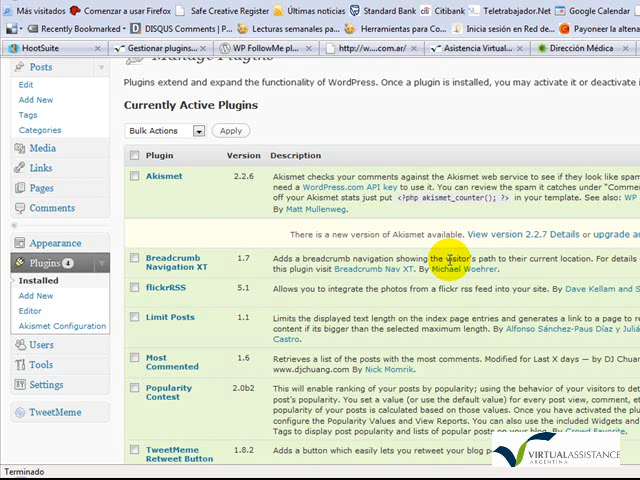 Más visitados
Comenzar a usar Firefox
Safe Creative Register
Últimas noticias
Stan Card
Citibank
Teletrabajador.Net
Google Calendar
Recently Bookmarked
DISQUS Comments | P...
Lecturas semanales par...
Herramientas para Co...
Inicio sesión en Red de...
Deinde
HootSuite
Gestionar plugins...
WP FollowMe pl...
http://w....com.ar/
Asistencia Virtual...
Dirección Médica
Manage Plugins
Plugins extend and expand the functionality of WordPress. Once a plugin is installed, you may activate it or deactivate
Currently Active Plugins
Bulk Actions
Apply
Posts
Edit
Add New
Tags
Categories
Media
Links
Pages
Comments
Appearance
Plugins 4
Installed
Add New
Editor
Akismet Configuration
Users
Tools
Settings
TweetMeme
Plugin Version Description
Akismet 2.2.6 Akismet checks your comments against the Akismet web service to see if they look like spam
need a WordPress.com API key to use it. You can review the spam it catches under "Comme
off your Akismet stats just put <?php akismet_counter(); ?> in your template. See also: WP
By Matt Mullenweg.
There is a new version of Akismet available. View version 2.2.7 Details or upgrade au
Breadcrumb Navigation XT 1.7 Adds a breadcrumb navigation showing the visitor's path to their current location. For details
this plugin visit Breadcrumb Nav XT. By Michael Woehrer.
flickrRSS 5.1 Allows you to integrate the photos from a flickr rss feed into your site. By Dave Kellam and S
Limit Posts 1.1 Limits the displayed text length on the index page entries and generates a link to a page to r
content if its bigger than the selected maximum length. By Alfonso Sánchez-Paus Díaz y Juli
Castro.
Most Commented 1.6 Retrieves a list of the posts with the most comments. Modified for Last X days — by DJ Chua
www.djchuang.com By Nick Momrik.
Popularity Contest 2.0b2 This will enable ranking of your posts by popularity; using the behavior of your visitors to det
post's popularity. You set a value (or use the default value) for every post view, comment, et
popularity of your posts is calculated based on those values. Once you have activated the pl
configure the Popularity Values and View Reports. You can also use the included Widgets and
Tags to display post popularity and lists of popular posts on your blog. By Crowd Favorite.
TweetMeme Retweet Button 1.8.2 Adds a button which easily lets you retweet your blog p
VIRTUALASSISTANCE
ARGENTINA
Terminado